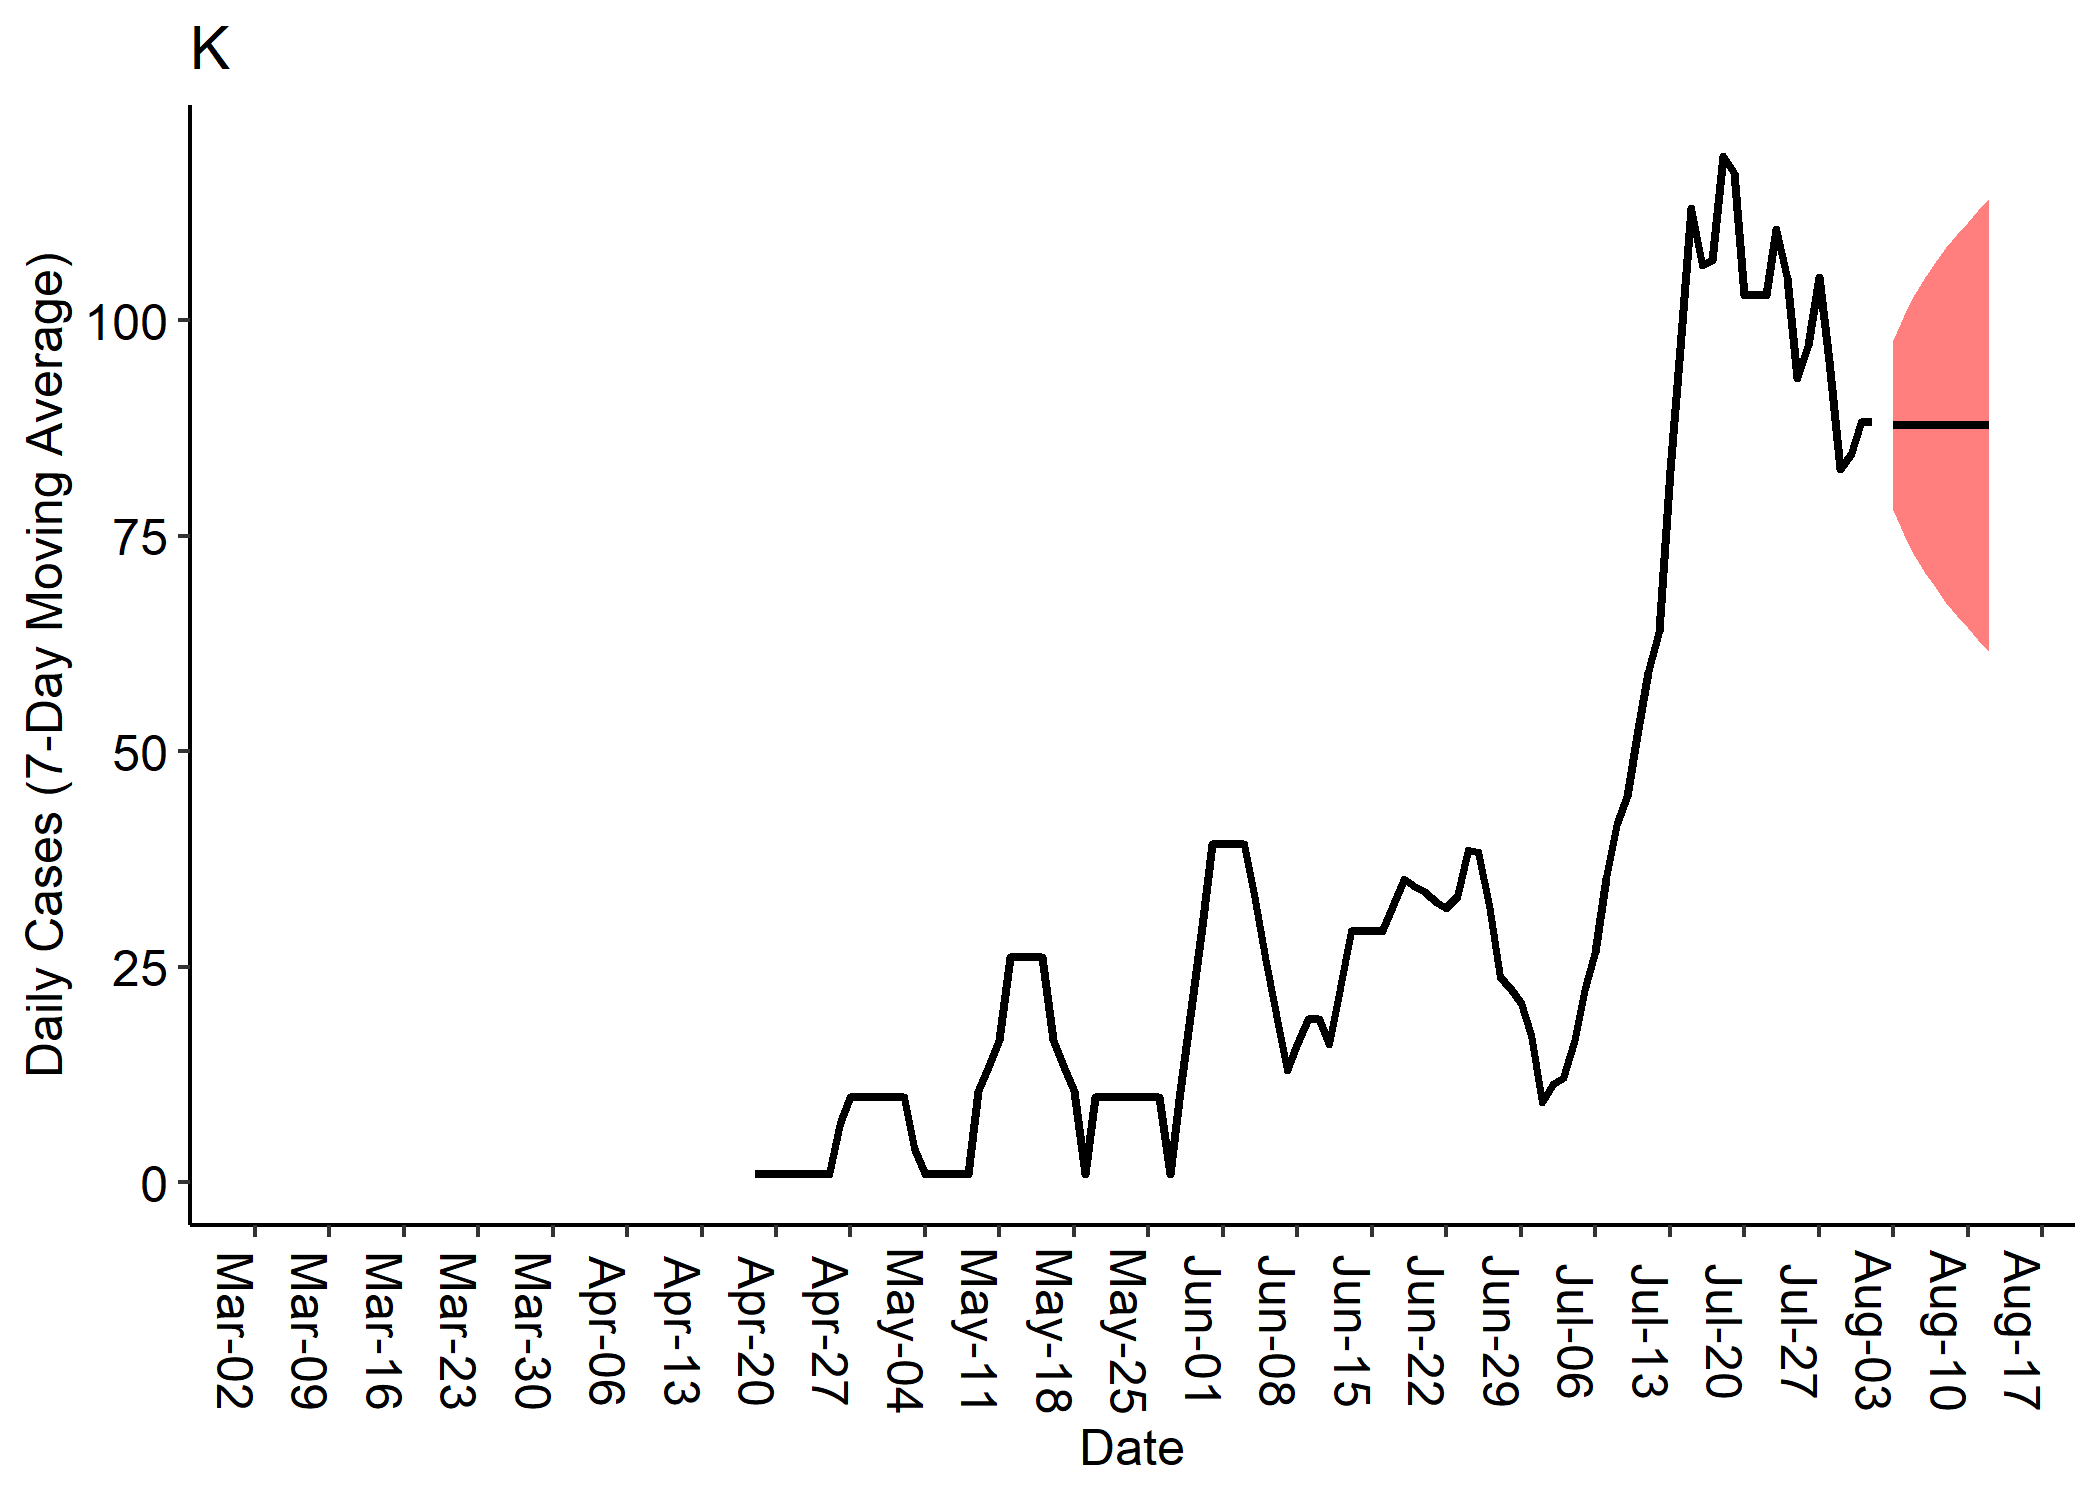 K
Daily Cases (7-Day Moving Average)
100
75
50
25
0
Mar-02
Mar-09
Mar-16
Mar-23
Mar-30
Apr-06
Apr-13
Apr-20
Apr-27
May-04
May-11
May-18
May-25
Jun-01
Jun-08
Jun-15
Jun-22
Jun-29
Jul-06
Jul-13
Jul-20
Jul-27
Aug-03
Aug-10
Aug-17
Date